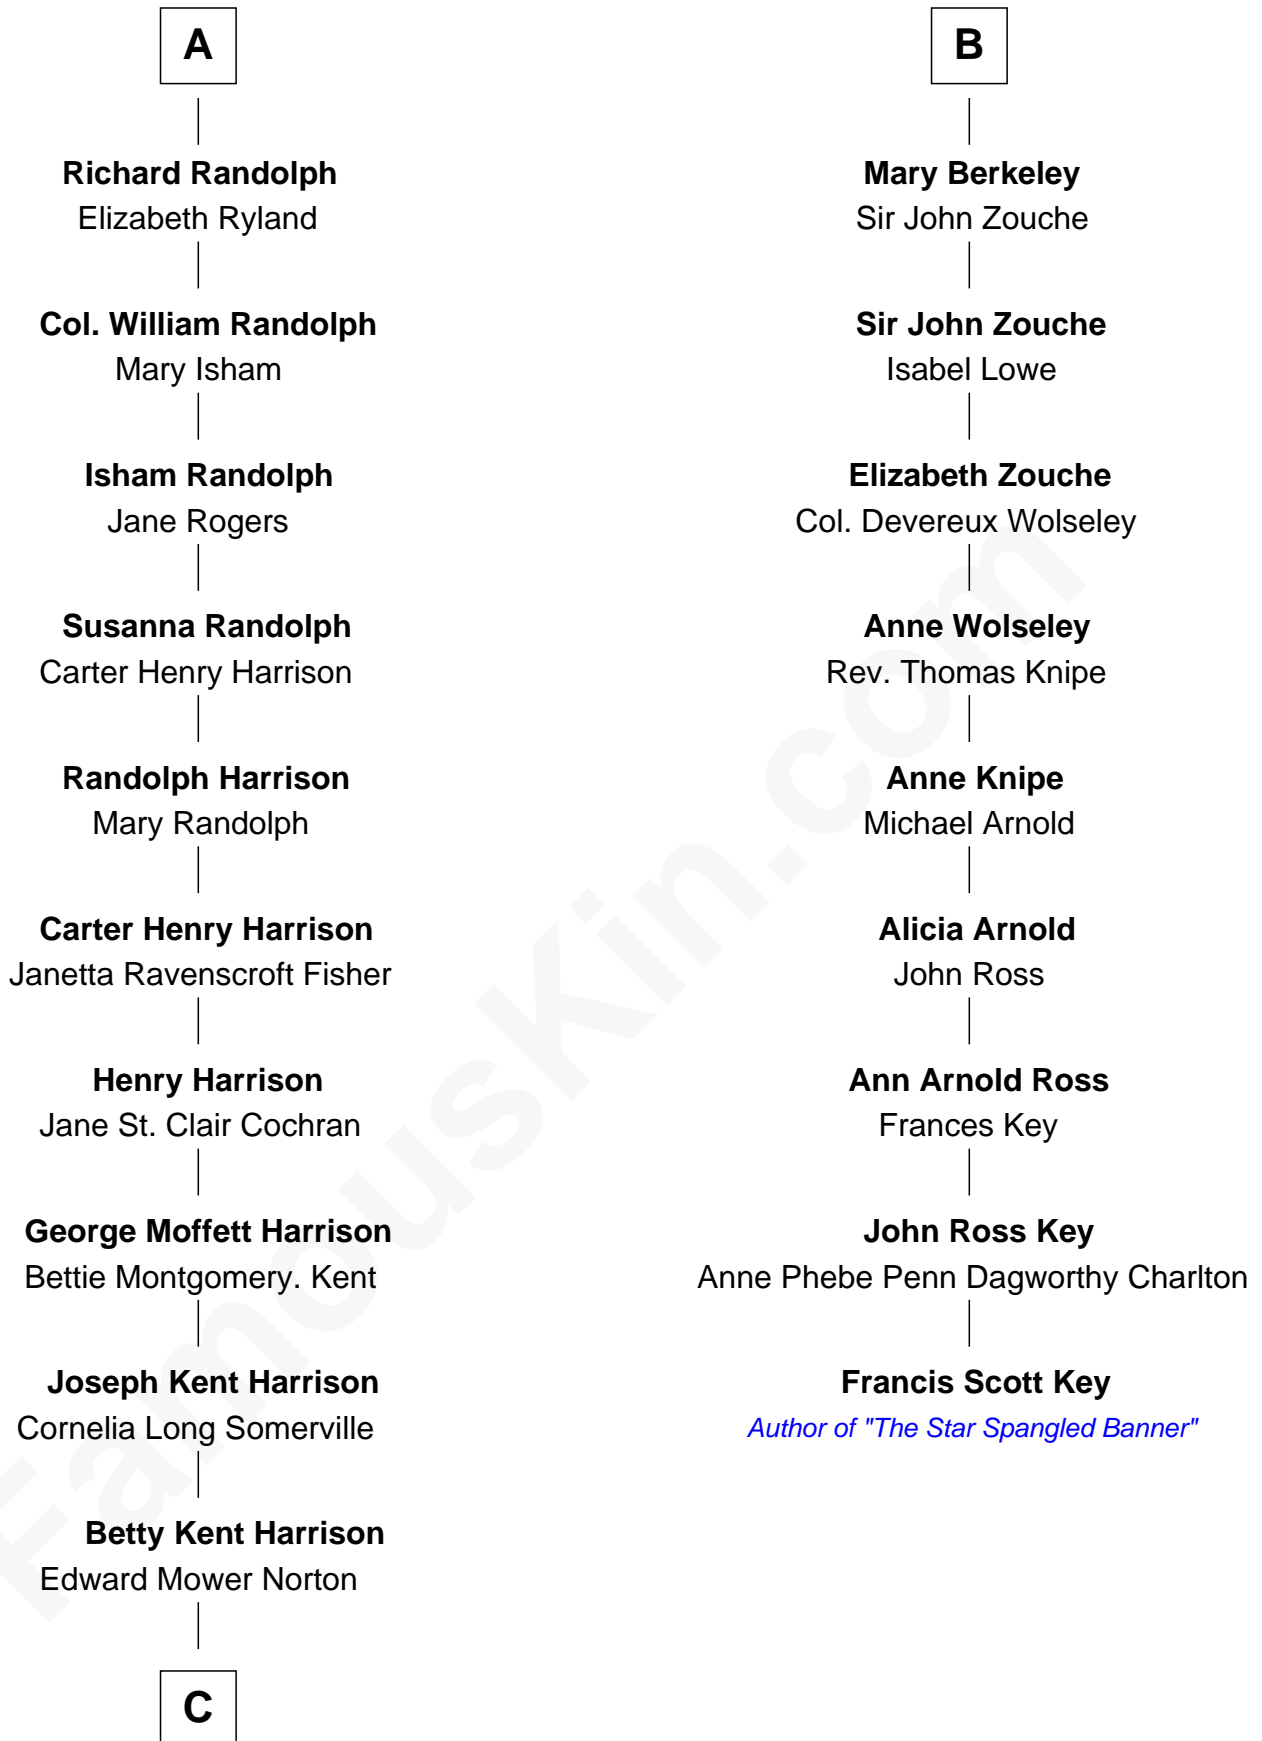 A
Richard Randolph
Elizabeth Ryland
Col. William Randolph
Mary Isham
Isham Randolph
Jane Rogers
Susanna Randolph
Carter Henry Harrison
Randolph Harrison
Mary Randolph
Carter Henry Harrison
Janetta Ravenscroft Fisher
Henry Harrison
Jane St. Clair Cochran
George Moffett Harrison
Bettie Montgomery. Kent
Joseph Kent Harrison
Cornelia Long Somerville
Betty Kent Harrison
Edward Mower Norton
C
B
Mary Berkeley
Sir John Zouche
Sir John Zouche
Isabel Lowe
Elizabeth Zouche
Col. Devereux Wolseley
Anne Wolseley
Rev. Thomas Knipe
Anne Knipe
Michael Arnold
Alicia Arnold
John Ross
Ann Arnold Ross
Frances Key
John Ross Key
Anne Phebe Penn Dagworthy Charlton
Francis Scott Key
Author of "The Star Spangled Banner"
FamousKin.com